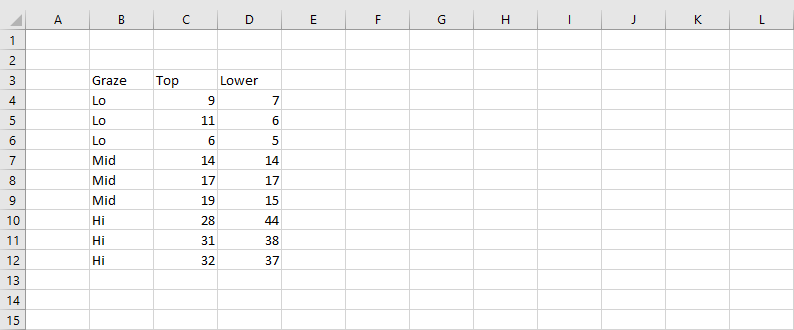 A B C D E F G H I J K L
1
2
3 Graze Top Lower
4 Lo 9 7
5 Lo 11 6
6 Lo 6 5
7 Mid 14 14
8 Mid 17 17
9 Mid 19 15
10 Hi 28 44
11 Hi 31 38
12 Hi 32 37
13
14
15